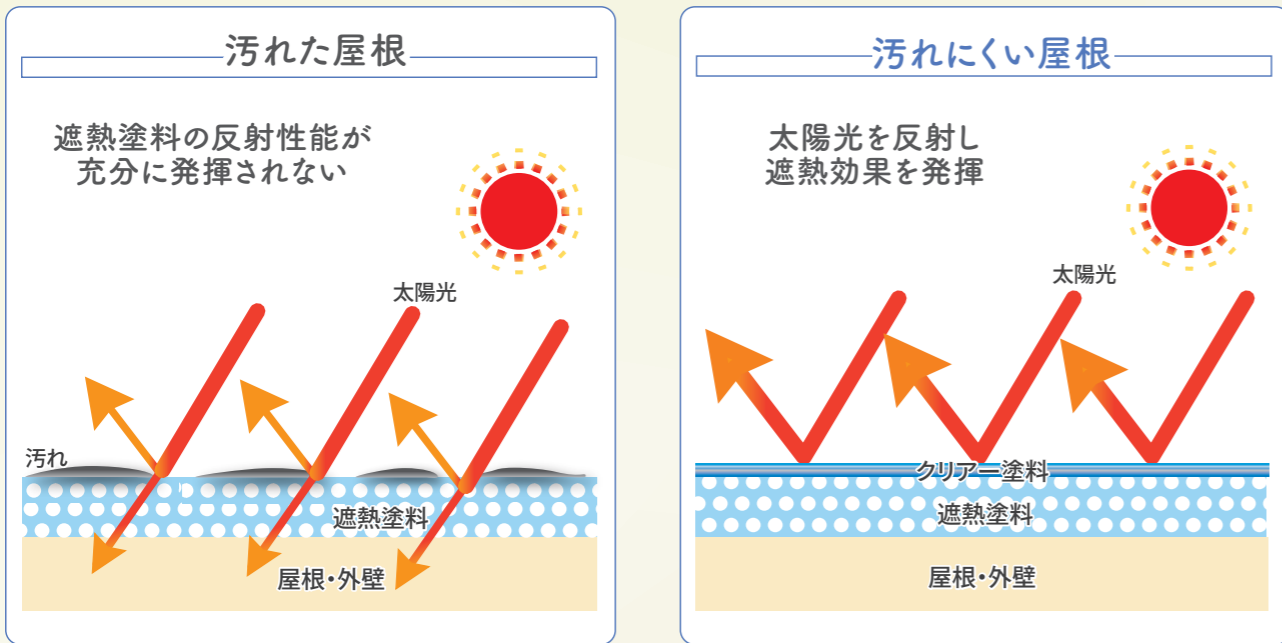 汚れた屋根
遮熱塗料の反射性能が
充分に発揮されない
太陽光
汚れ
遮熱塗料
屋根・外壁
汚れにくい屋根
太陽光を反射し
遮熱効果を発揮
太陽光
クリアー塗料
遮熱塗料
屋根・外壁